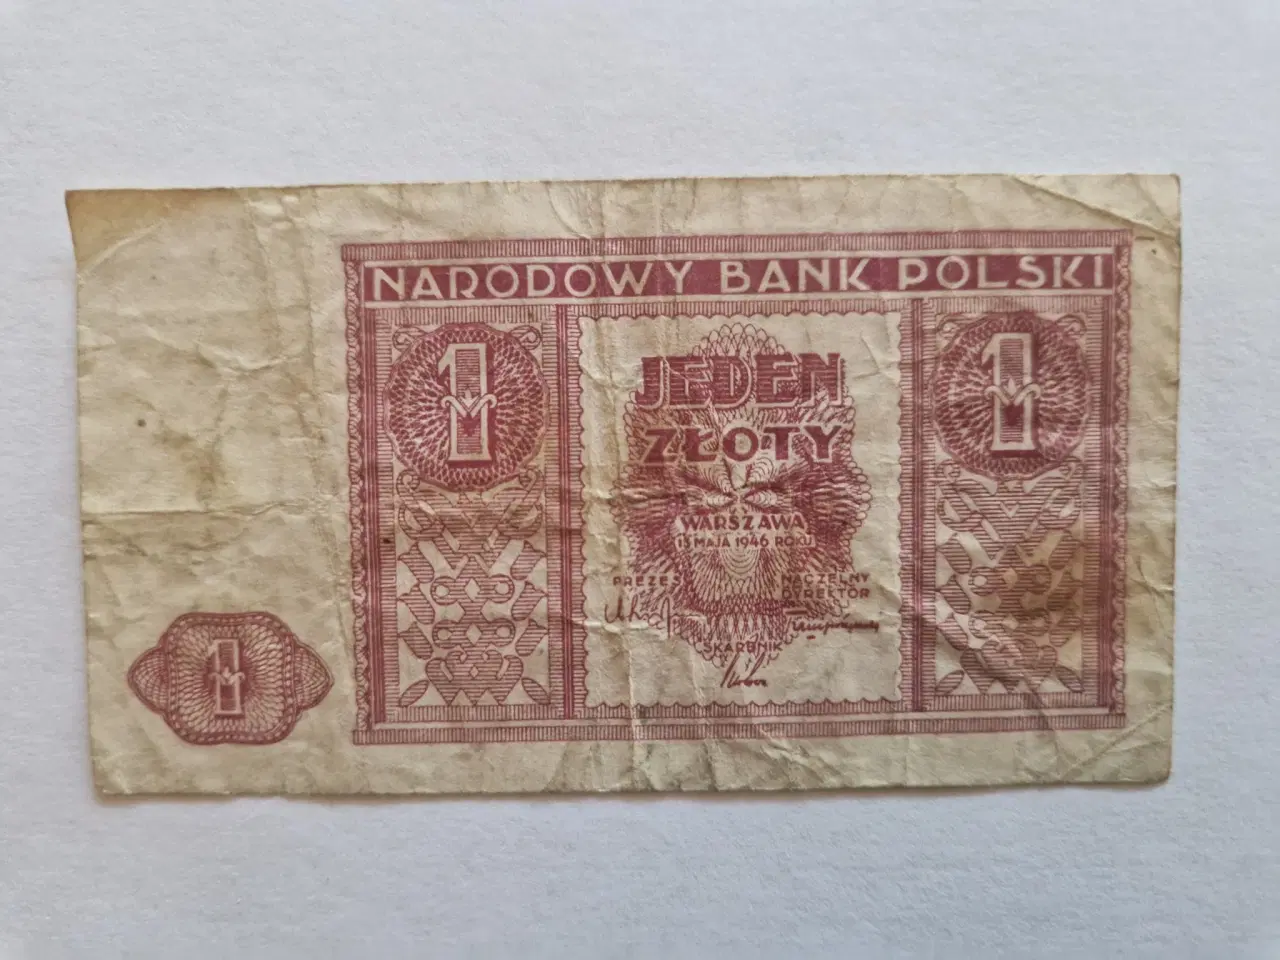 NARODOWY BANK POLSKI
1
1
JEDEN
ZŁOTY
WARSZAWA
15 MAJA 1946 ROKU
PREZES
NACZELNY
DYREKTOR
SKARBNIK
1